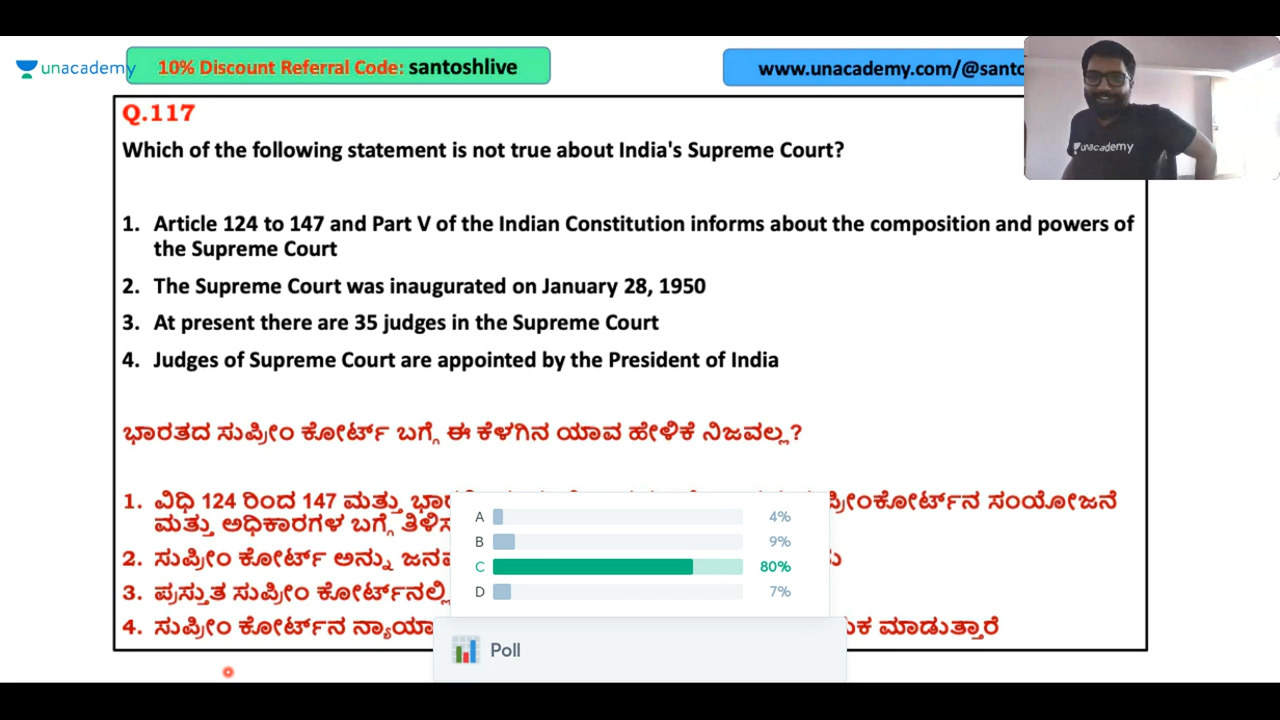 unacademy
10% Discount Referral Code: santoshlive
www.unacademy.com/@santo
unacademy
Q.117
Which of the following statement is not true about India's Supreme Court?
1. Article 124 to 147 and Part V of the Indian Constitution informs about the composition and powers of
the Supreme Court
2. The Supreme Court was inaugurated on January 28, 1950
3. At present there are 35 judges in the Supreme Court
4. Judges of Supreme Court are appointed by the President of India
ಭಾರತದ ಸುಪ್ರೀಂ ಕೋರ್ಟ್ ಬಗ್ಗೆ ಈ ಕೆಳಗಿನ ಯಾವ ಹೇಳಿಕೆ ನಿಜವಲ್ಲ?
1. ವಿಧಿ 124 ರಿಂದ 147 ಮತ್ತು ಸಂಯೋಜನೆ
ಮತ್ತು ಅಧಿಕಾರಗಳ ಬಗ್ಗೆ
2. ಸುಪ್ರೀಂ ಕೋರ್ಟ್ ಅನ್ನು
3. ಪ್ರಸ್ತುತ ಸುಪ್ರೀಂ ಕೋರ್ಟ್‌ನಲ್ಲಿ
4. ಸುಪ್ರೀಂ ಕೋರ್ಟ್‌ನ ಮಾಡುತ್ತಾರೆ
A 4%
B 9%
C 80%
D 7%
Poll